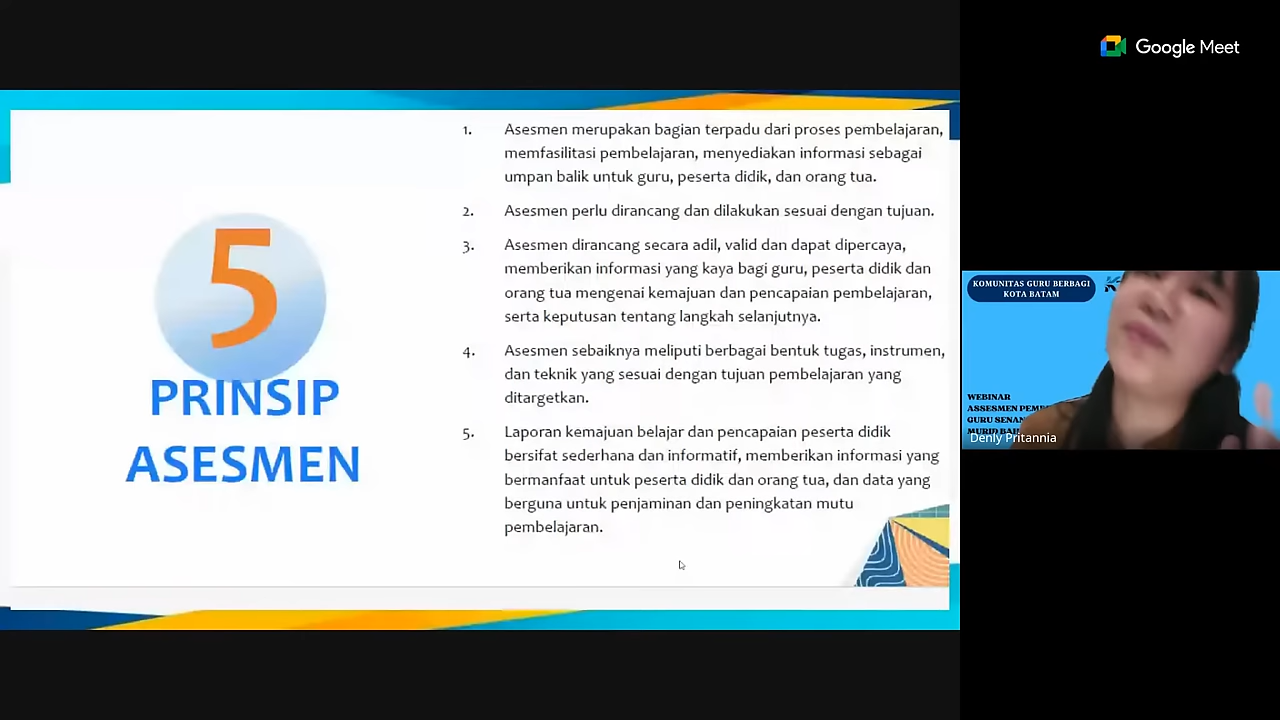 Google Meet
5
PRINSIP
ASESMEN
1. Asesmen merupakan bagian terpadu dari proses pembelajaran,
memfasilitasi pembelajaran, menyediakan informasi sebagai
umpan balik untuk guru, peserta didik, dan orang tua.
2. Asesmen perlu dirancang dan dilakukan sesuai dengan tujuan.
3. Asesmen dirancang secara adil, valid dan dapat dipercaya,
memberikan informasi yang kaya bagi guru, peserta didik dan
orang tua mengenai kemajuan dan pencapaian pembelajaran,
serta keputusan tentang langkah selanjutnya.
4. Asesmen sebaiknya meliputi berbagai bentuk tugas, instrumen,
dan teknik yang sesuai dengan tujuan pembelajaran yang
ditargetkan.
5. Laporan kemajuan belajar dan pencapaian peserta didik
bersifat sederhana dan informatif, memberikan informasi yang
bermanfaat untuk peserta didik dan orang tua, dan data yang
berguna untuk penjaminan dan peningkatan mutu
pembelajaran.
KOMUNITAS GURU BERBAGI
KOTA BATAM
WEBINAR
ASESMEN
GURU
Denly Pritannia